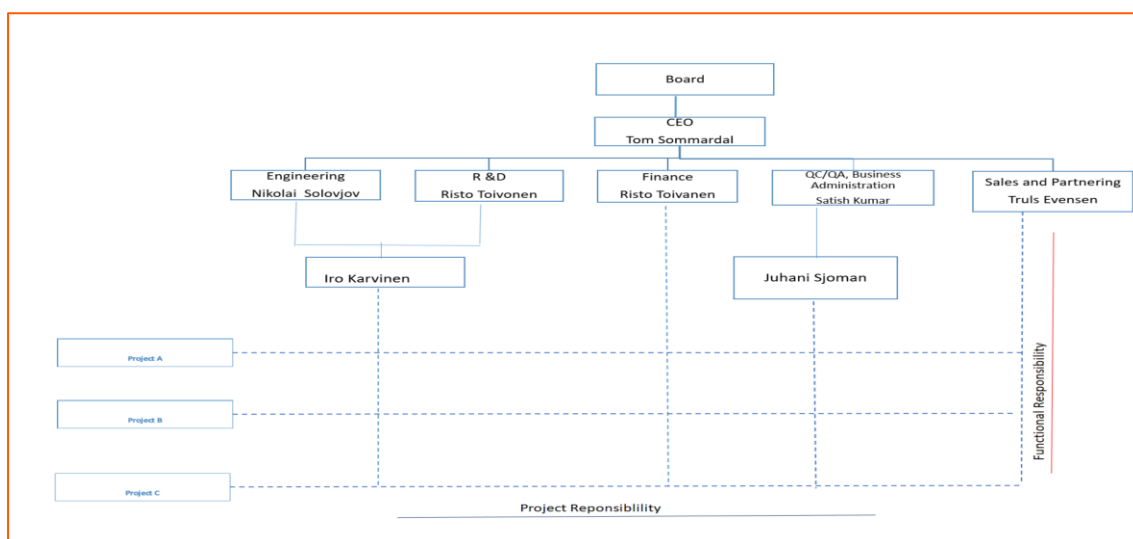 Board
CEO
Tom Sommardal
Engineering
Nikolai Solovjov
R &D
Risto Toivonen
Finance
Risto Toivanen
QC/QA, Business
Administration
Satish Kumar
Sales and Partnering
Truls Evensen
Iro Karvinen
Juhani Sjoman
Project A
Project B
Project C
Functional Responsibility
Project Reponsiblility